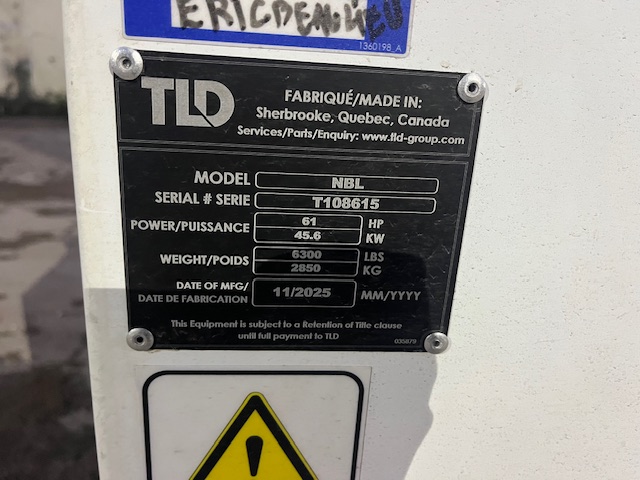 1360198_A
TLD
FABRIQUÉ/MADE IN:
Sherbrooke, Quebec, Canada
Services/Parts/Enquiry: www.tld-group.com
MODEL NBL
SERIAL # SERIE T108615
POWER/PUISSANCE 61 HP
45.6 KW
WEIGHT/POIDS 6300 LBS
2850 KG
DATE OF MFG/
DATE DE FABRICATION 11/2025 MM/YYYY
This Equipment is subject to a Retention of Title clause
until full payment to TLD
035879
!